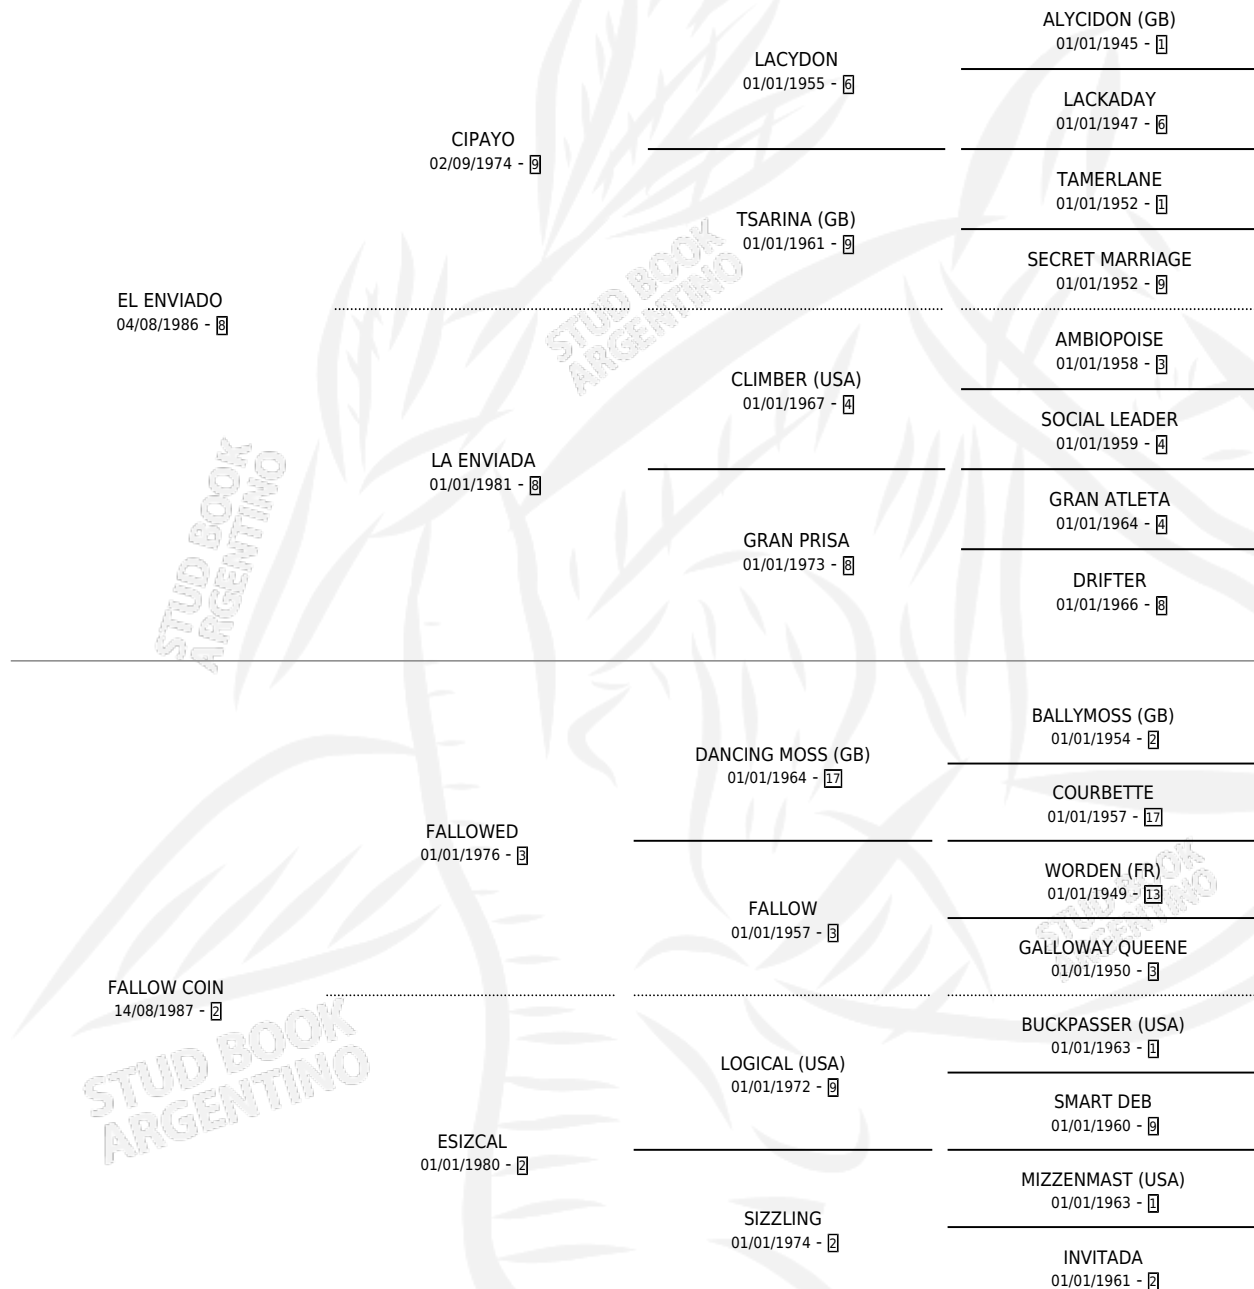 EL ENVIADO
04/08/1986 - 8
CIPAYO
02/09/1974 - 9
LA ENVIADA
01/01/1981 - 8
LACYDON
01/01/1955 - 6
TSARINA (GB)
01/01/1961 - 9
CLIMBER (USA)
01/01/1967 - 4
GRAN PRISA
01/01/1973 - 8
ALYCIDON (GB)
01/01/1945 - 1
LACKADAY
01/01/1947 - 6
TAMERLANE
01/01/1952 - 1
SECRET MARRIAGE
01/01/1952 - 9
AMBIOPOISE
01/01/1958 - 3
SOCIAL LEADER
01/01/1959 - 4
GRAN ATLETA
01/01/1964 - 4
DRIFTER
01/01/1966 - 8
STUD BOOK
ARGENTINO
STUD BOOK
ARGENTINO
FALLOW COIN
14/08/1987 - 2
FALLOWED
01/01/1976 - 3
ESIZCAL
01/01/1980 - 2
DANCING MOSS (GB)
01/01/1964 - 17
FALLOW
01/01/1957 - 3
LOGICAL (USA)
01/01/1972 - 9
SIZZLING
01/01/1974 - 2
BALLYMOSS (GB)
01/01/1954 - 2
COURBETTE
01/01/1957 - 17
WORDEN (FR)
01/01/1949 - 13
GALLOWAY QUEENE
01/01/1950 - 3
BUCKPASSER (USA)
01/01/1963 - 1
SMART DEB
01/01/1960 - 9
MIZZENMAST (USA)
01/01/1963 - 1
INVITADA
01/01/1961 - 2
STUD BOOK
ARGENTINO
STUD BOOK
ARGENTINO